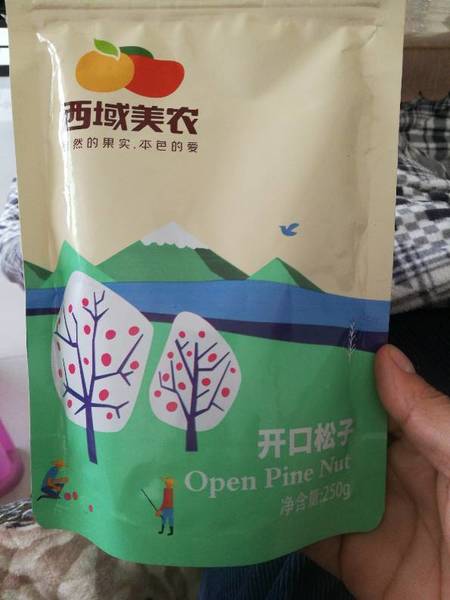 西域美农
然的果实.本色的爱
开口松子
Open Pine Nut
净含量:250g